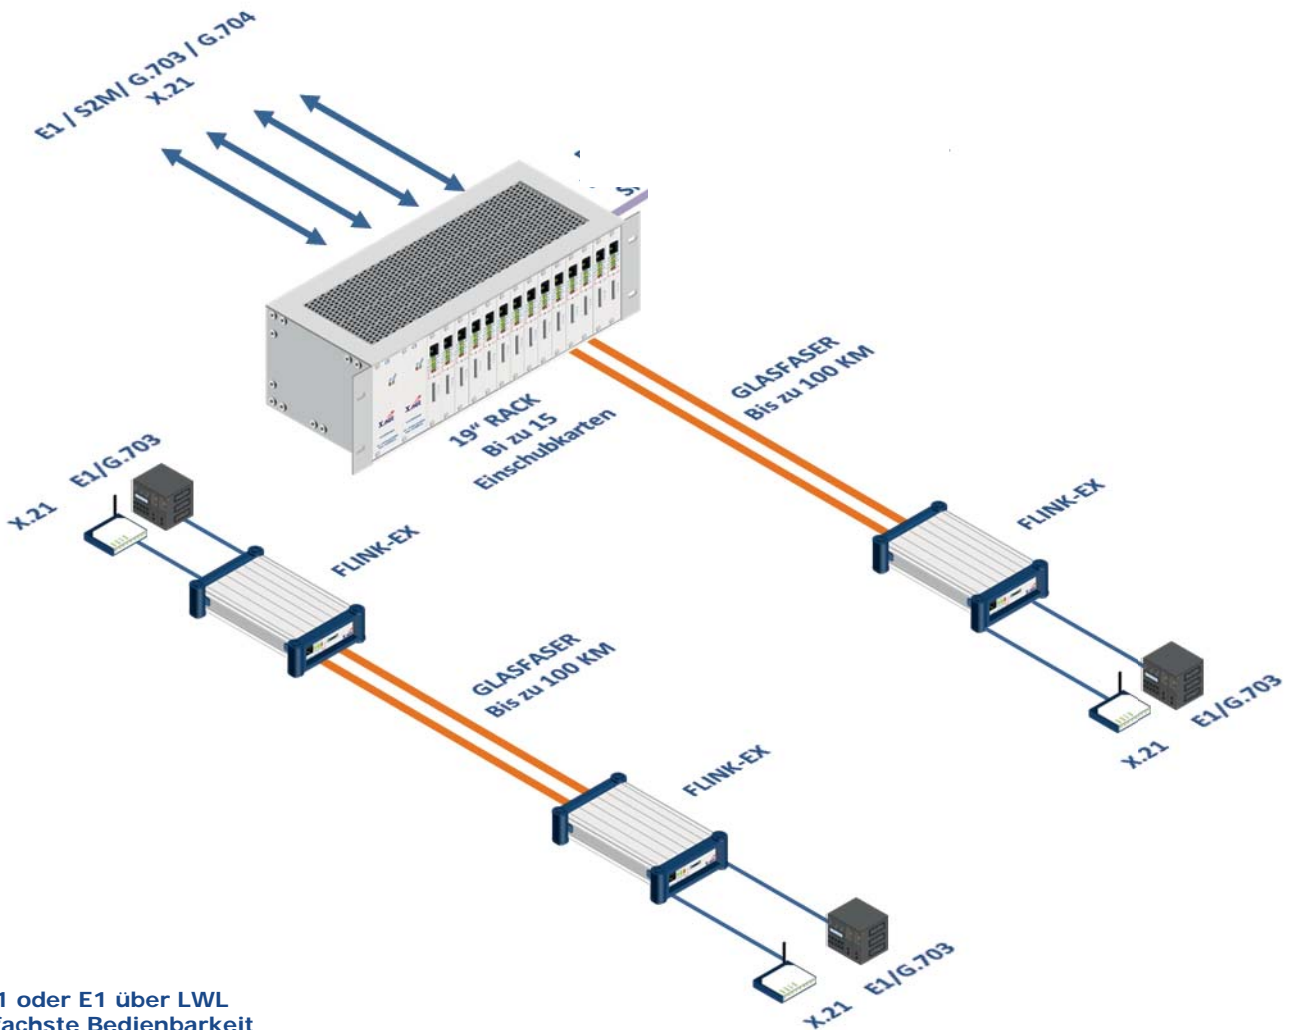 E1 / S2M/ G.703 / G.704
X.21
GLASFASER
Bis zu 100 KM
19“ RACK
Bi zu 15
Einschubkarten
E1/G.703
X.21
FLINK-EX
FLINK-EX
GLASFASER
Bis zu 100 KM
E1/G.703
X.21
FLINK-EX
E1/G.703
X.21
1 oder E1 über LWL
fachste Bedienbarkeit